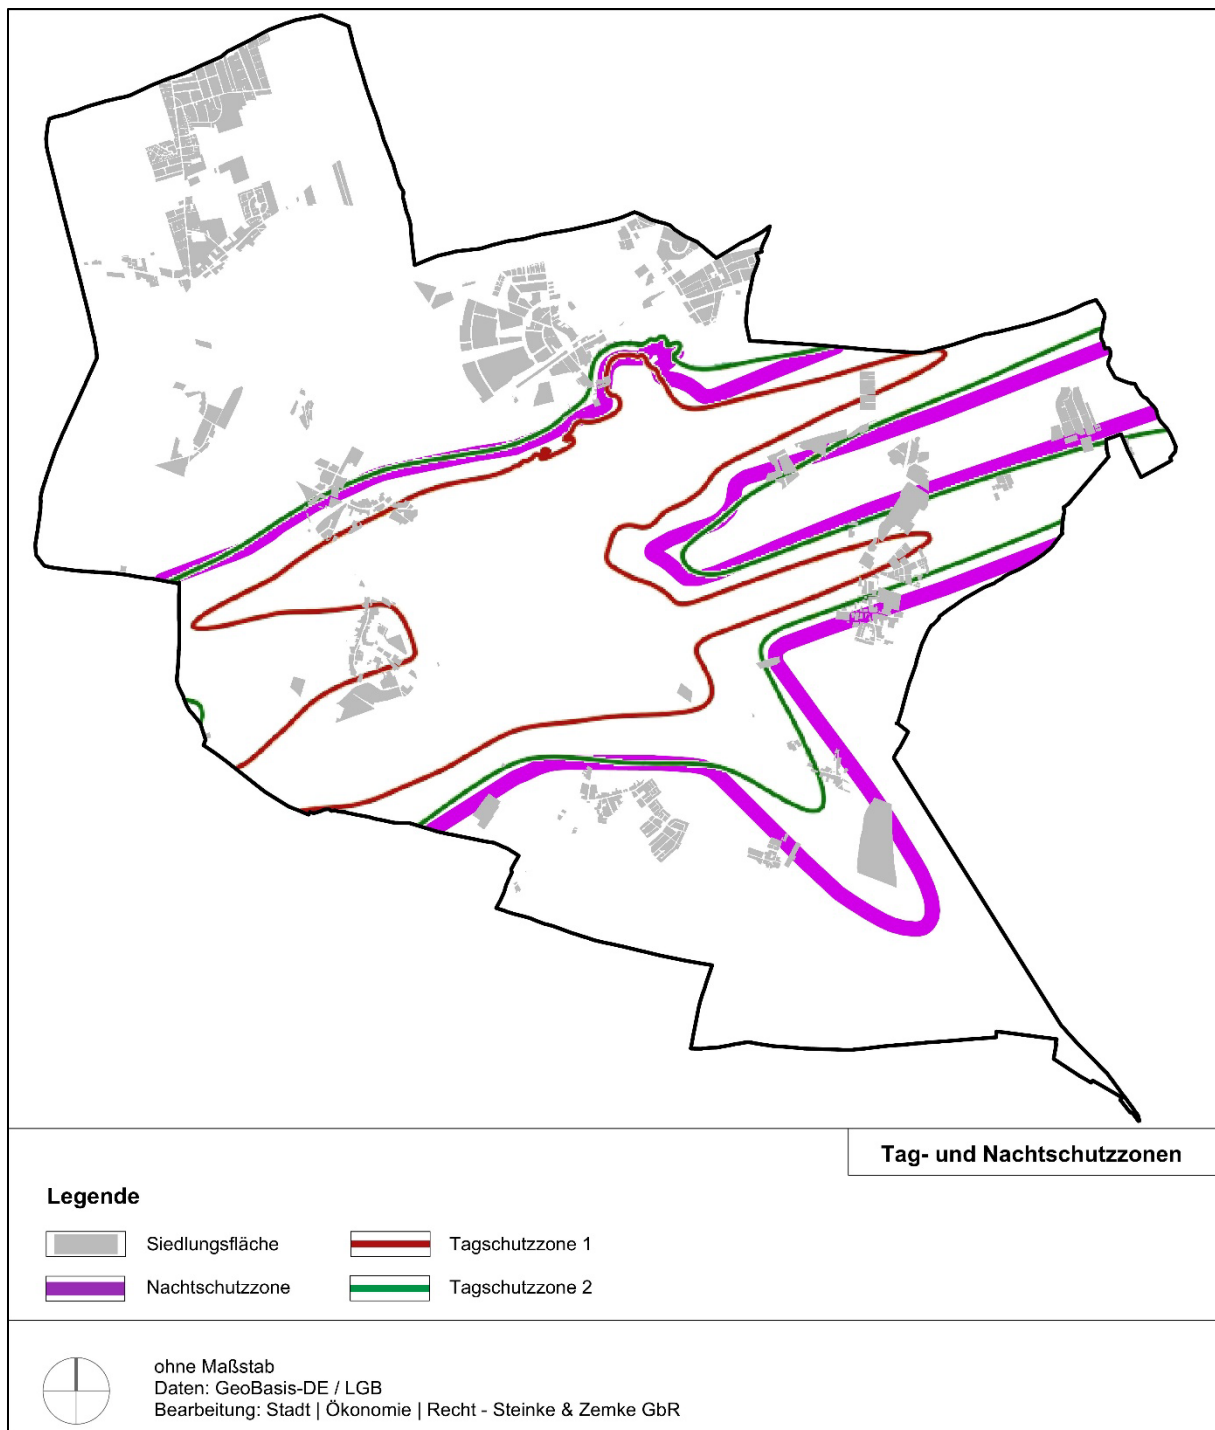 Tag- und Nachtschutzzonen
Legende
Siedlungsfläche
Tagschutzzone 1
Nachtschutzzone
Tagschutzzone 2
ohne Maßstab
Daten: GeoBasis-DE / LGB
Bearbeitung: Stadt | Ökonomie | Recht - Steinke & Zemke GbR